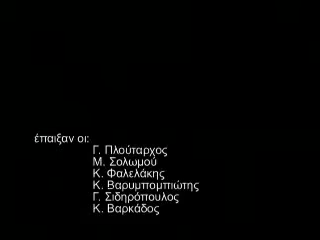 έπαιξαν οι:
Γ. Πλούταρχος
Μ. Σολωμού
Κ. Φαλελάκης
Κ. Βαρυμπομπιώτης
Γ. Σιδηρόπουλος
Κ. Βαρκάδος